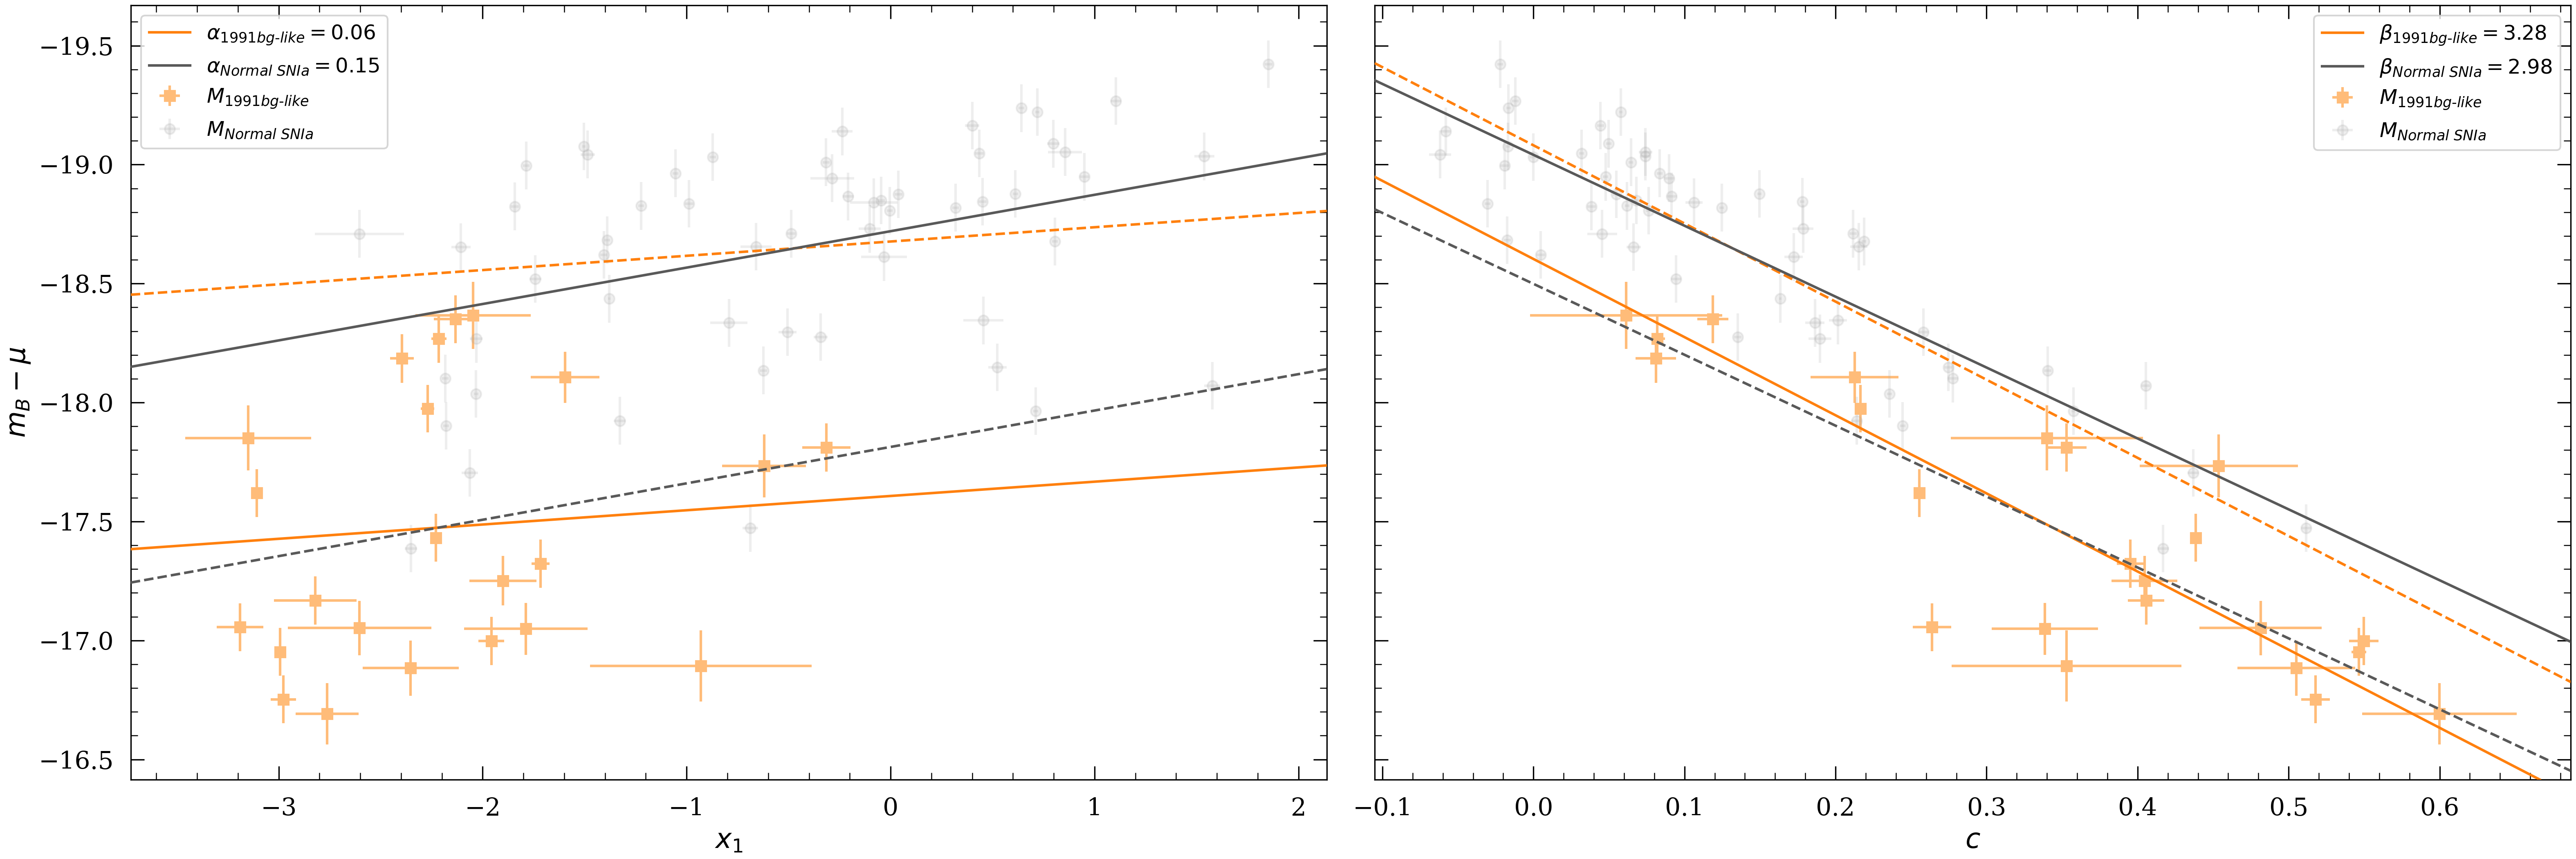 α1991bg-like = 0.06
αNormal SNIa = 0.15
M1991bg-like
MNormal SNIa
β1991bg-like = 3.28
βNormal SNIa = 2.98
M1991bg-like
MNormal SNIa
−19.5
−19.0
−18.5
−18.0
−17.5
−17.0
−16.5
mB − μ
−3 −2 −1 0 1 2
x1
−0.1 0.0 0.1 0.2 0.3 0.4 0.5 0.6
c